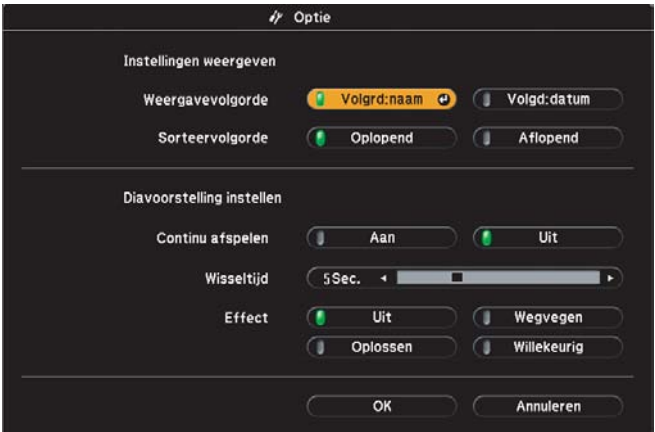 Optie
Instellingen weergeven
Weergavevolgorde Volgrd:naam Volgd:datum
Sorteervolgorde Oplopend Aflopend
Diavoorstelling instellen
Continu afspelen Aan Uit
Wisseltijd 5Sec.
Effect Uit Wegvegen
Oplossen Willekeurig
OK Annuleren